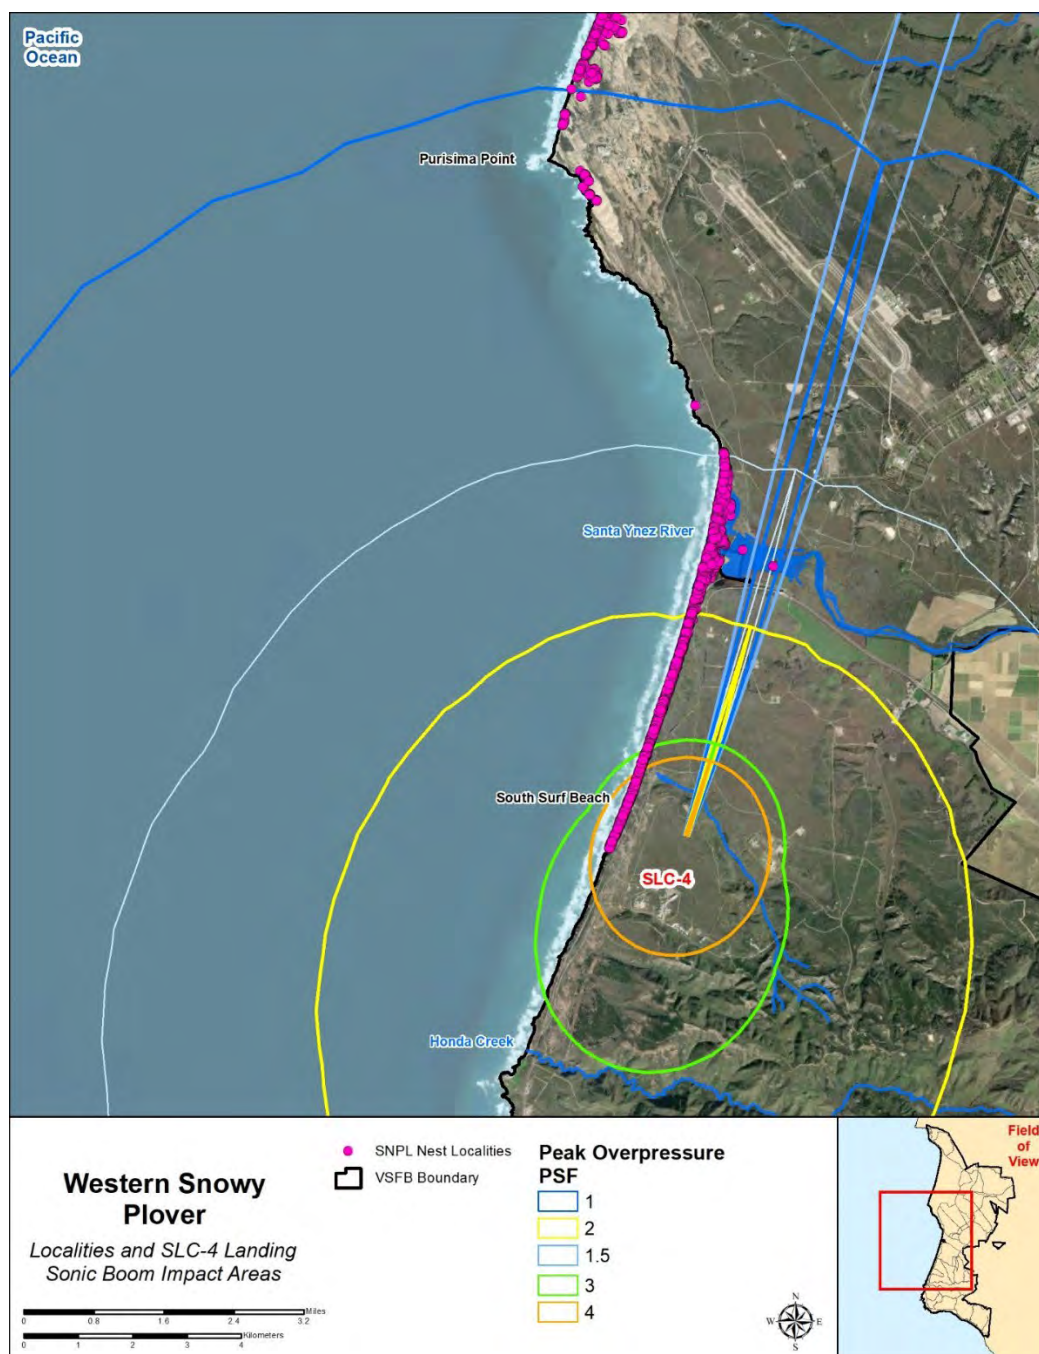 Pacific
Ocean
Purisima Point
Santa Ynez River
South Surf Beach
SLC-4
Honda Creek
Western Snowy
Plover
Localities and SLC-4 Landing
Sonic Boom Impact Areas
0 0.8 1.6 2.4 3.2 Miles
0 1 2 3 4 Kilometers
SNPL Nest Localities
VSFB Boundary
Peak Overpressure
PSF
1
2
1.5
3
4
N
W E
S
Field
of
View